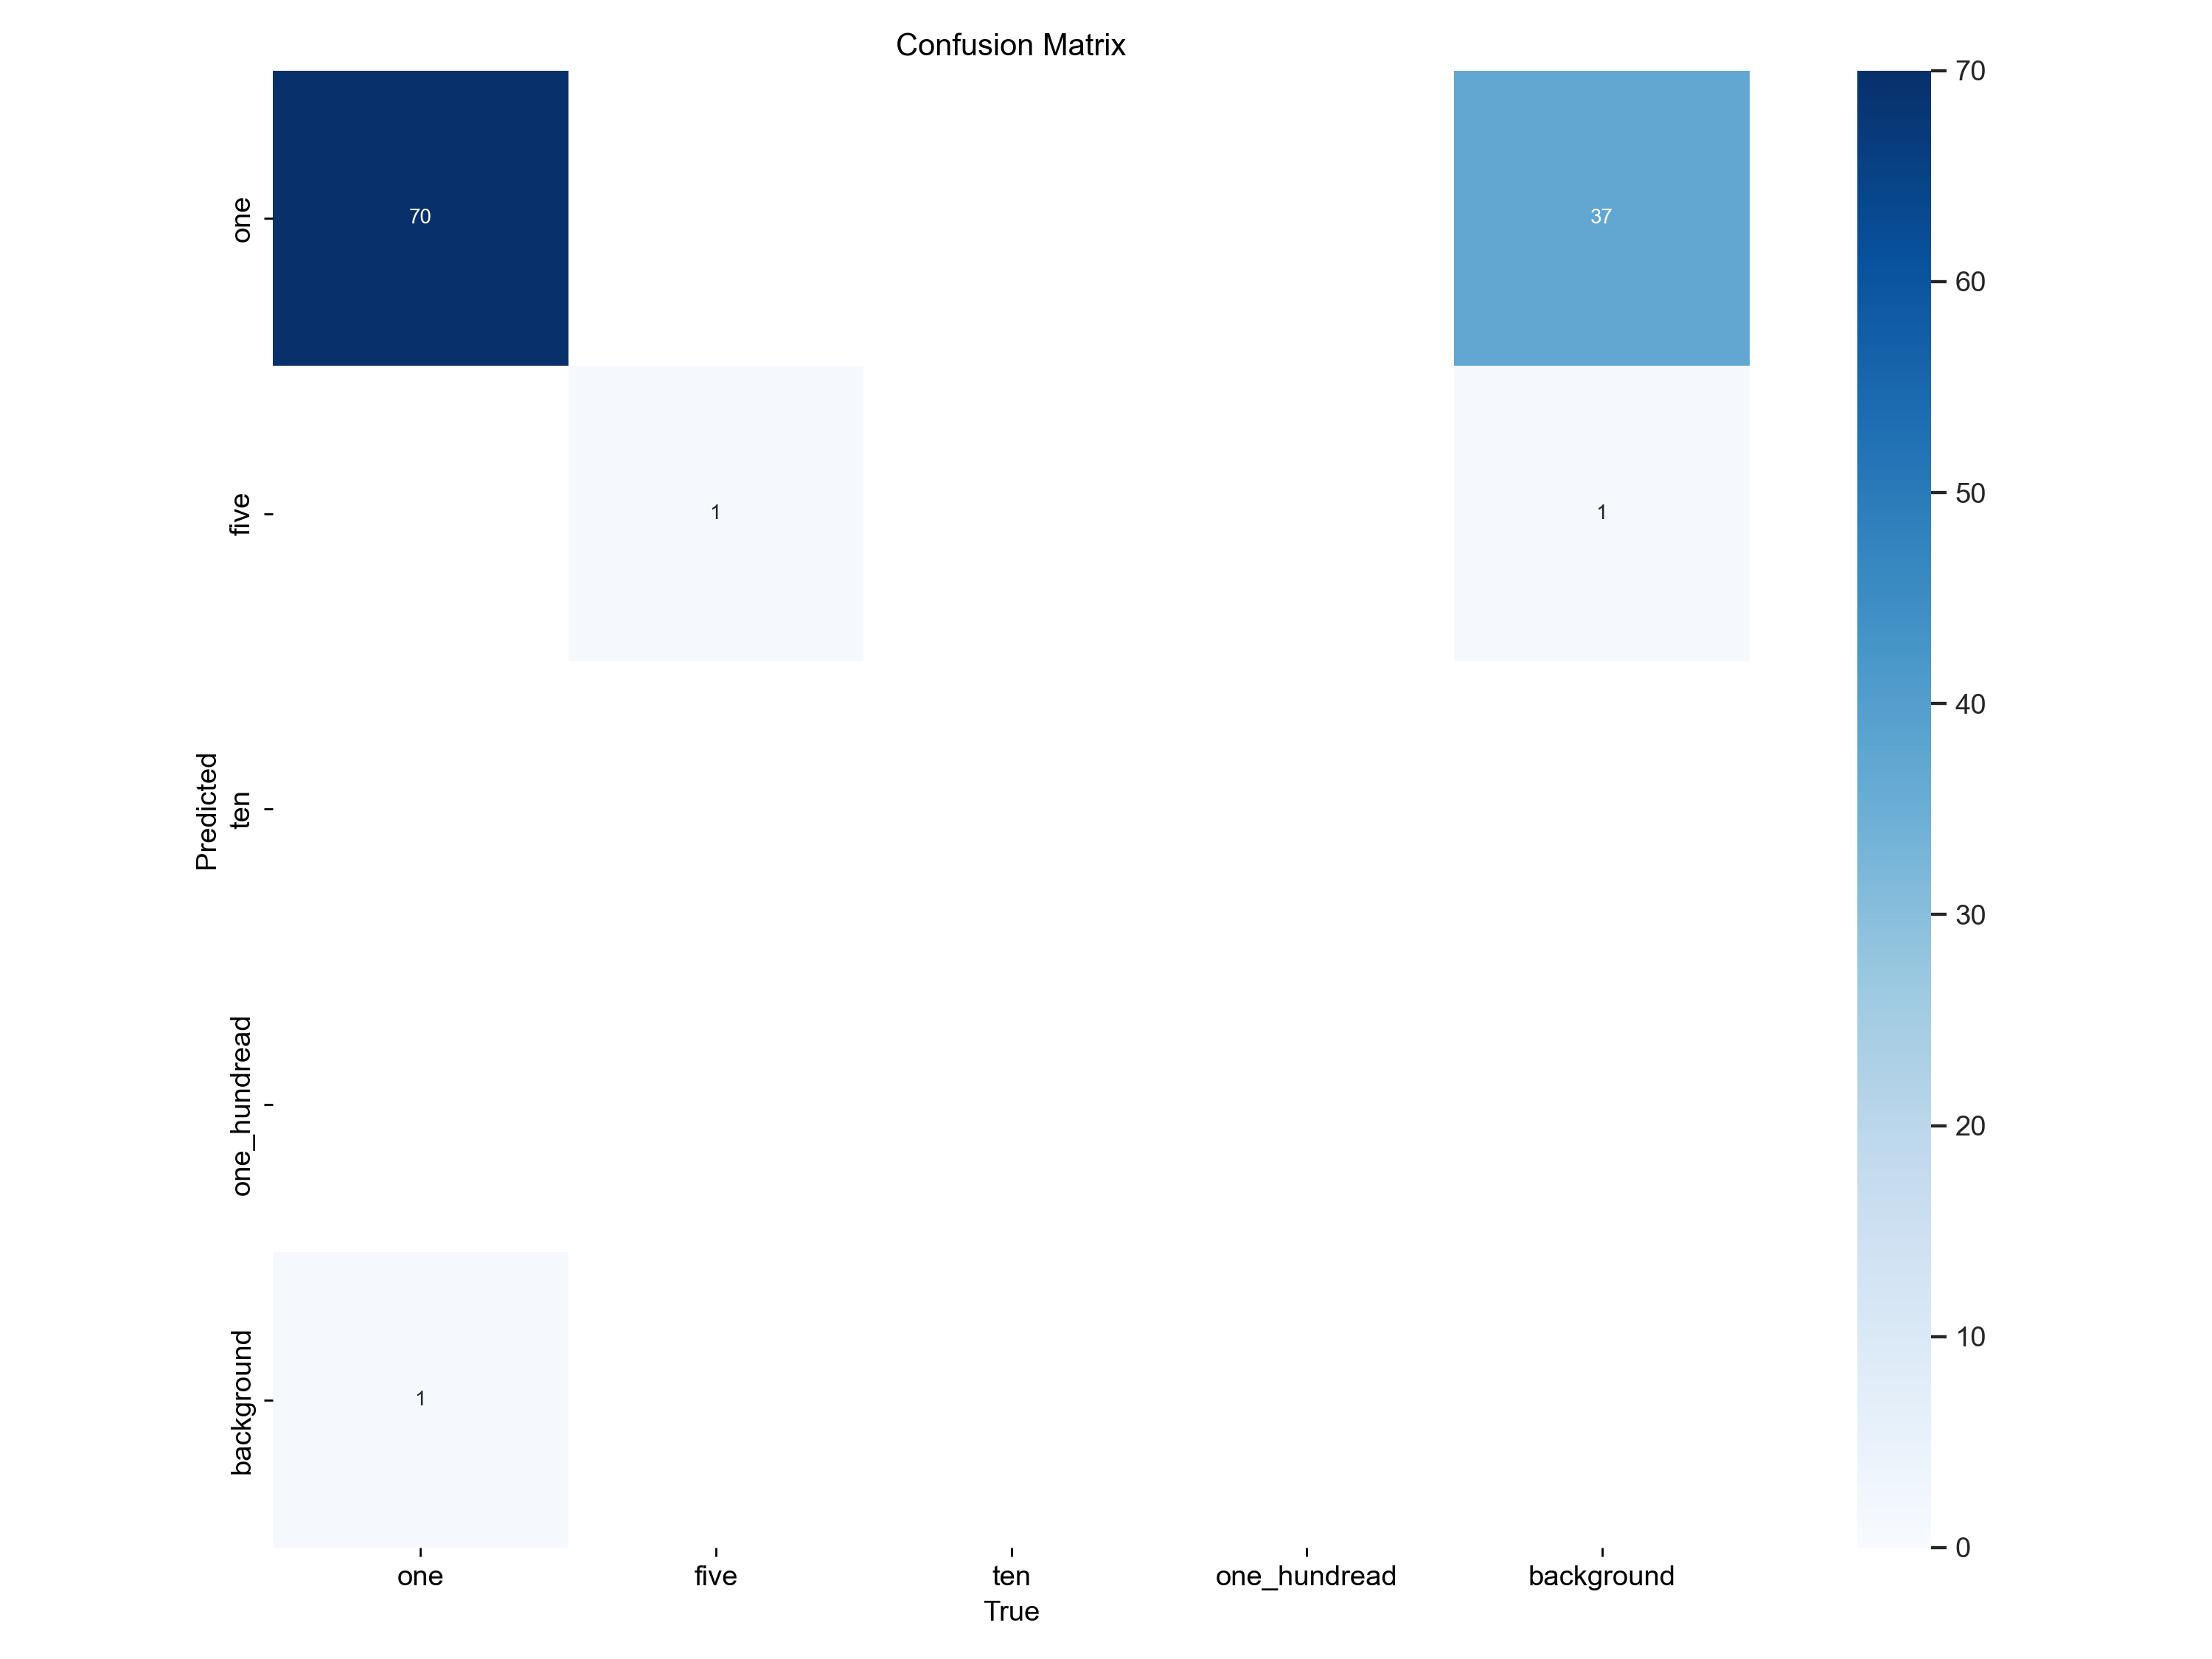 Confusion Matrix
one
70
37
five
1
1
Predicted
ten
one_hundread
background
1
one
five
ten
one_hundread
background
True
70
60
50
40
30
20
10
0